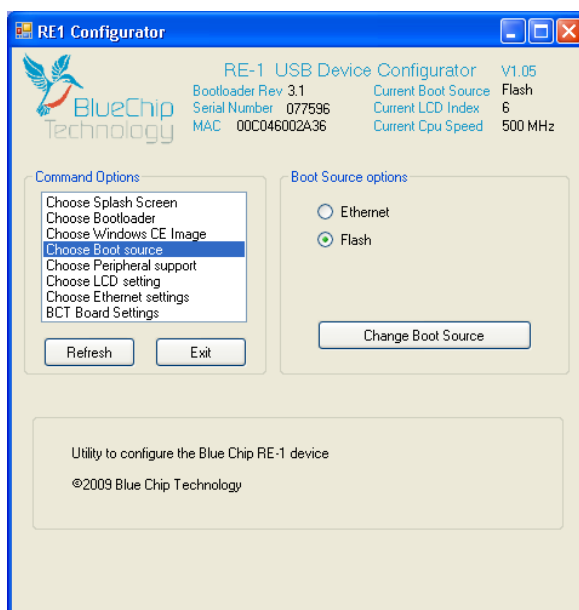 RE1 Configurator
RE-1 USB Device Configurator V1.05
BlueChip
Technology
Bootloader Rev 3.1 Current Boot Source Flash
Serial Number 077596 Current LCD Index 6
MAC 00C046002A36 Current Cpu Speed 500 MHz
Command Options
Choose Splash Screen
Choose Bootloader
Choose Windows CE Image
Choose Boot source
Choose Peripheral support
Choose LCD setting
Choose Ethernet settings
BCT Board Settings
Refresh Exit
Boot Source options
Ethernet
Flash
Change Boot Source
Utility to configure the Blue Chip RE-1 device
©2009 Blue Chip Technology